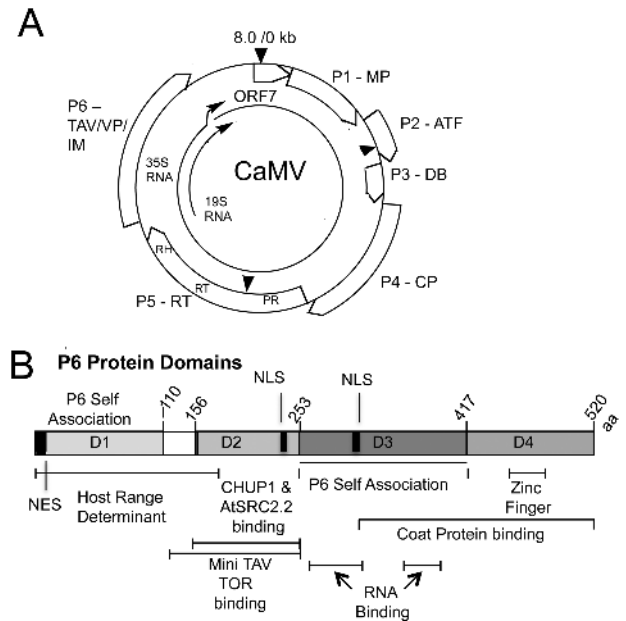 A
8.0 /0 kb
P1 - MP
ORF7
P2 - ATF
P6 –
TAV/VP/
IM
35S
RNA
CaMV
P3 - DB
19S
RNA
RH
RT
PR
P5 - RT
P4 - CP
B P6 Protein Domains
P6 Self
Association
110
156
NLS
253
NLS
417
520
aa
D1
D2
D3
D4
NES
Host Range
Determinant
CHUP1 &
AtSRC2.2
binding
P6 Self Association
Zinc
Finger
Coat Protein binding
Mini TAV
TOR
binding
RNA
Binding